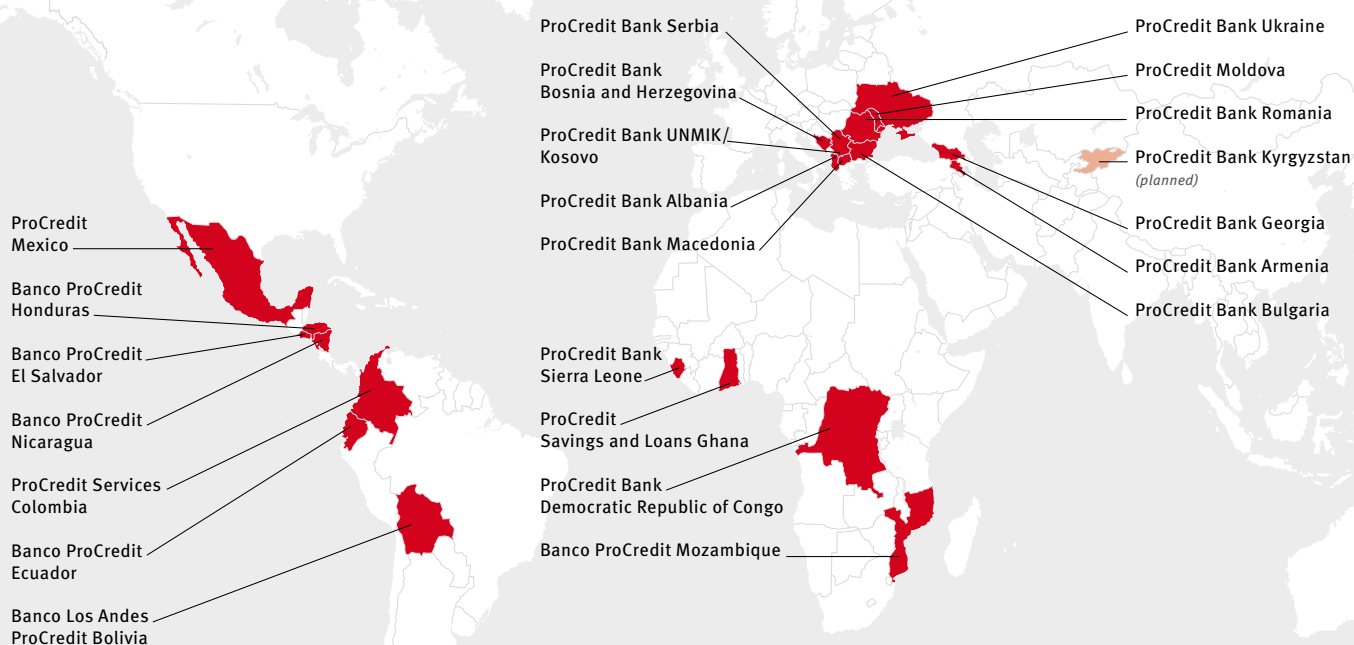 ProCredit
Mexico
Banco ProCredit
Honduras
Banco ProCredit
El Salvador
Banco ProCredit
Nicaragua
ProCredit Services
Colombia
Banco ProCredit
Ecuador
Banco Los Andes
ProCredit Bolivia
ProCredit Bank Serbia
ProCredit Bank
Bosnia and Herzegovina
ProCredit Bank UNMIK/
Kosovo
ProCredit Bank Albania
ProCredit Bank Macedonia
ProCredit Bank
Sierra Leone
ProCredit
Savings and Loans Ghana
ProCredit Bank
Democratic Republic of Congo
Banco ProCredit Mozambique
ProCredit Bank Ukraine
ProCredit Moldova
ProCredit Bank Romania
ProCredit Bank Kyrgyzstan
(planned)
ProCredit Bank Georgia
ProCredit Bank Armenia
ProCredit Bank Bulgaria